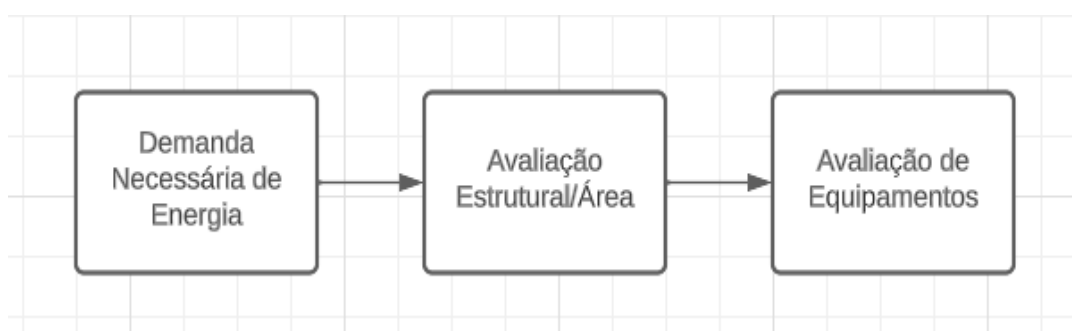 Demanda
Necessária de
Energia
Avaliação
Estrutural/Área
Avaliação de
Equipamentos